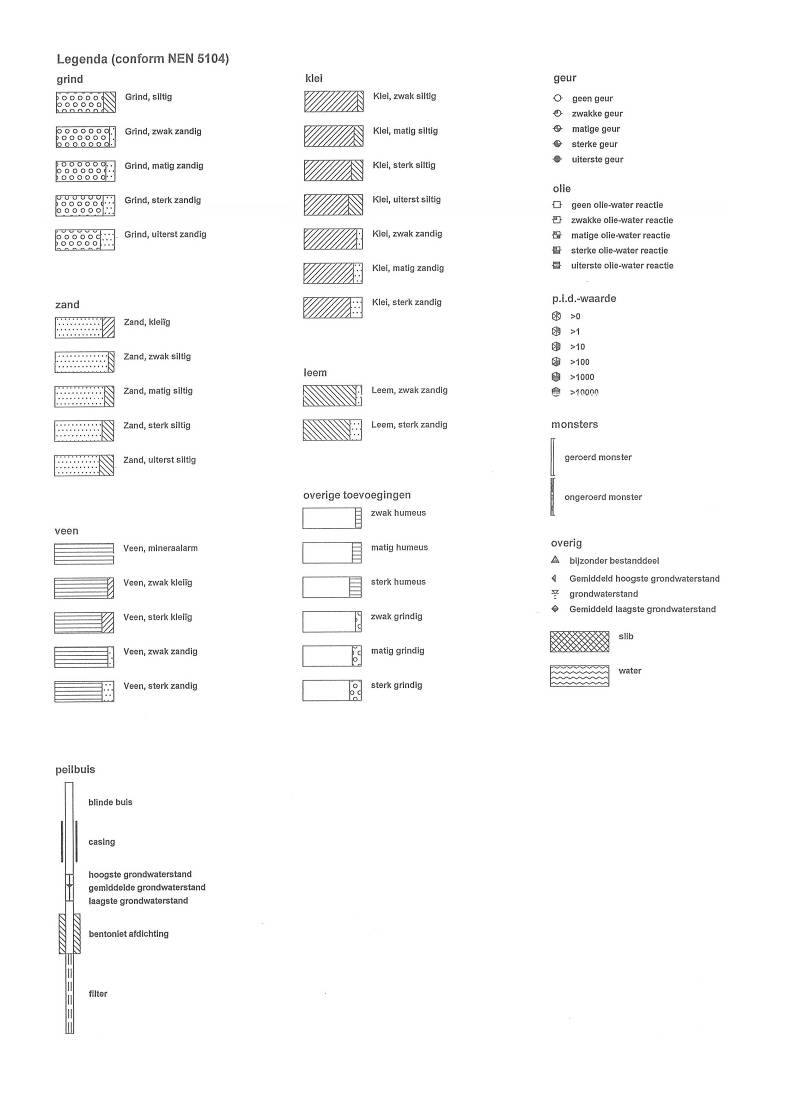 Legenda (conform NEN 5104)
grind
Grind, siltig
Grind, zwak zandig
Grind, matig zandig
Grind, sterk zandig
Grind, uiterst zandig
zand
Zand, kleiïg
Zand, zwak siltig
Zand, matig siltig
Zand, sterk siltig
Zand, uiterst siltig
veen
Veen, mineraalarm
Veen, zwak kleiïg
Veen, sterk kleiïg
Veen, zwak zandig
Veen, sterk zandig
peilbuis
blinde buis
casing
hoogste grondwaterstand
gemiddelde grondwaterstand
laagste grondwaterstand
bentoniet afdichting
filter
klei
Klei, zwak siltig
Klei, matig siltig
Klei, sterk siltig
Klei, uiterst siltig
Klei, zwak zandig
Klei, matig zandig
Klei, sterk zandig
leem
Leem, zwak zandig
Leem, sterk zandig
overige toevoegingen
zwak humeus
matig humeus
sterk humeus
zwak grindig
matig grindig
sterk grindig
geur
geen geur
zwakke geur
matige geur
sterke geur
uiterste geur
olie
geen olie-water reactie
zwakke olie-water reactie
matige olie-water reactie
sterke olie-water reactie
uiterste olie-water reactie
p.i.d.-waarde
>0
>1
>10
>100
>1000
>10000
monsters
geroerd monster
ongeroerd monster
overig
bijzonder bestanddeel
Gemiddeld hoogste grondwaterstand
grondwaterstand
Gemiddeld laagste grondwaterstand
slib
water